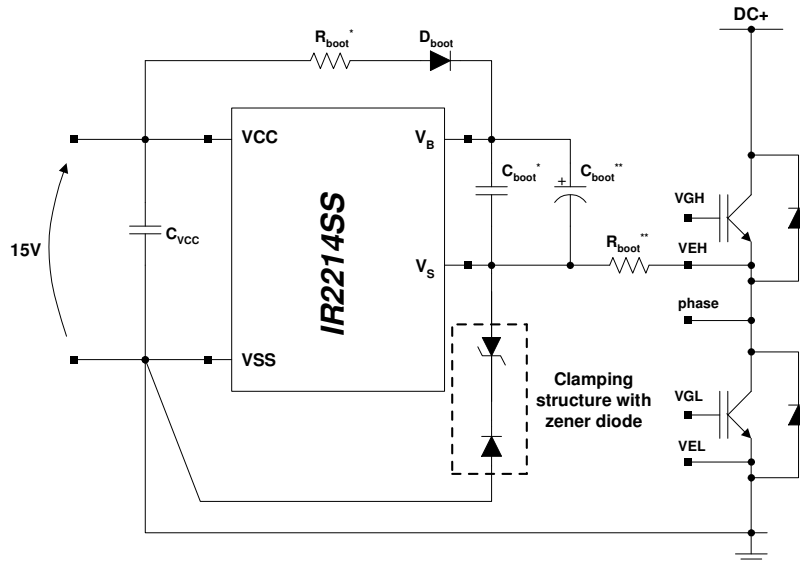 DC+
R_boot*
D_boot
VCC
V_B
C_boot*
C_boot**
+
VGH
15V
C_VCC
IR2214SS
R_boot**
VEH
V_S
phase
VSS
Clamping
structure with
zener diode
VGL
VEL